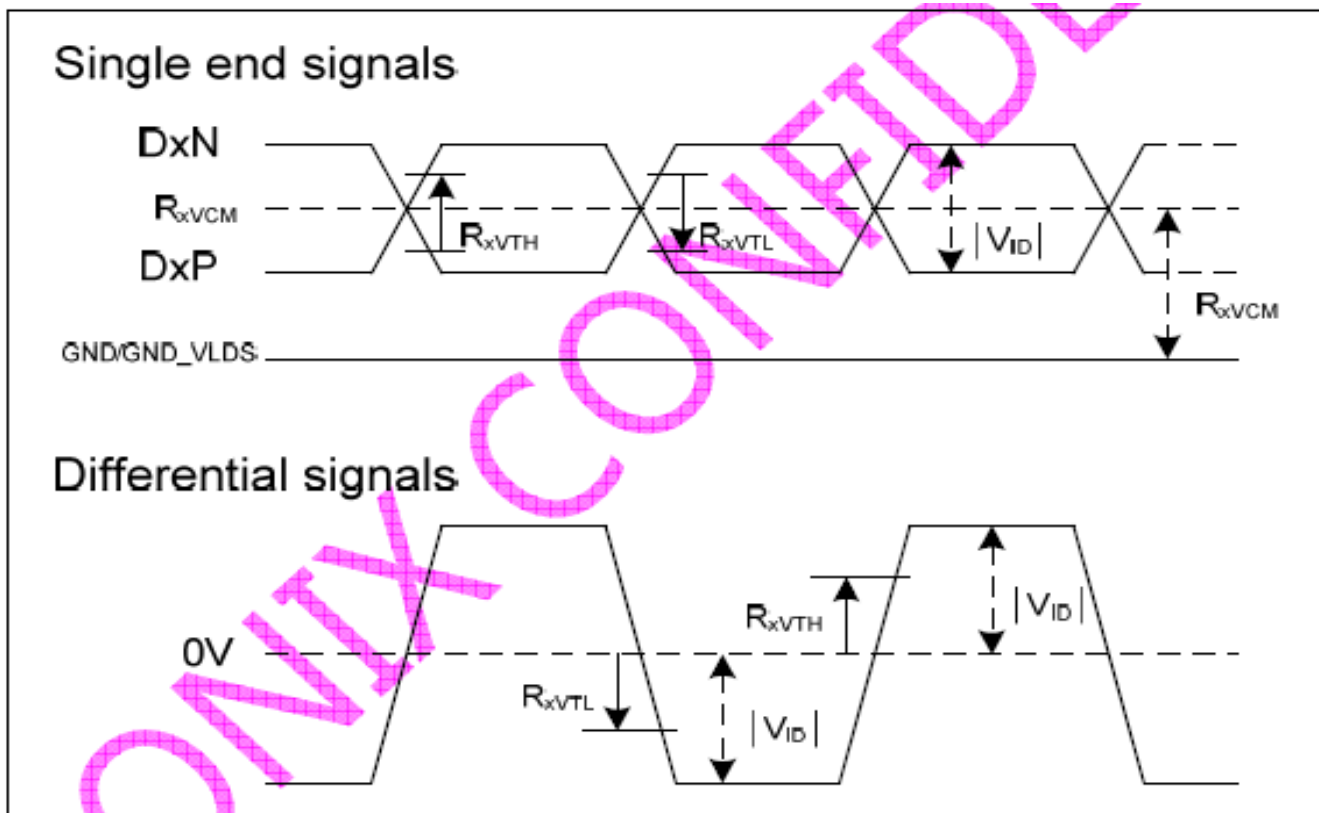 Single end signals
DxN
RxVCM
DxP
RxVTH
RxVTL
|VID|
RxVCM
GND/GND_VLDS
Differential signals
0V
RxVTL
|VID|
RxVTH
|VID|
ONIX CONFIDE